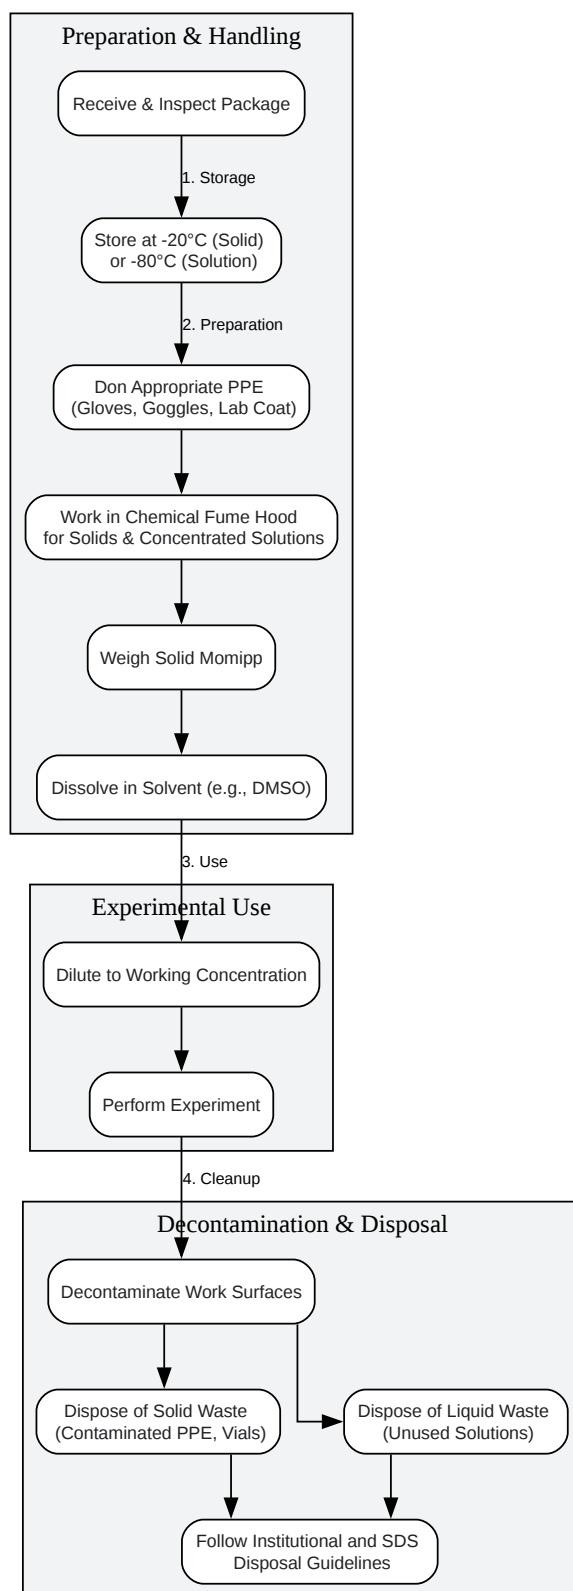 Preparation & Handling
Receive & Inspect Package
1. Storage
Store at -20°C (Solid)
or -80°C (Solution)
2. Preparation
Don Appropriate PPE
(Gloves, Goggles, Lab Coat)
Work in Chemical Fume Hood
for Solids & Concentrated Solutions
Weigh Solid Momipp
Dissolve in Solvent (e.g., DMSO)
3. Use
Experimental Use
Dilute to Working Concentration
Perform Experiment
4. Cleanup
Decontamination & Disposal
Decontaminate Work Surfaces
Dispose of Solid Waste
(Contaminated PPE, Vials)
Dispose of Liquid Waste
(Unused Solutions)
Follow Institutional and SDS
Disposal Guidelines